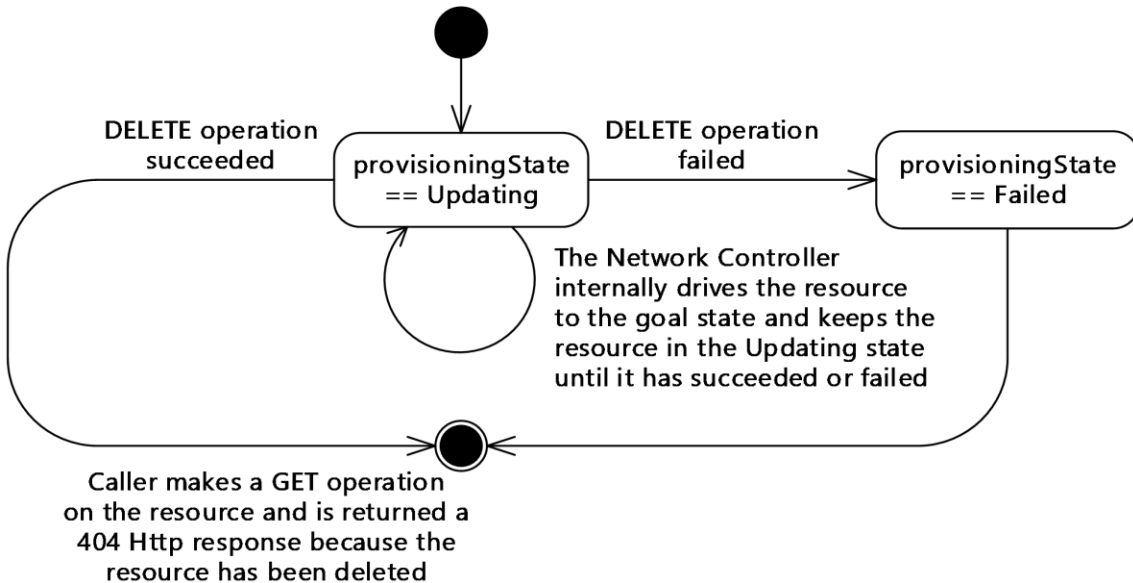 DELETE operation
succeeded
provisioningState
== Updating
DELETE operation
failed
provisioningState
== Failed
The Network Controller
internally drives the resource
to the goal state and keeps the
resource in the Updating state
until it has succeeded or failed
Caller makes a GET operation
on the resource and is returned a
404 Http response because the
resource has been deleted